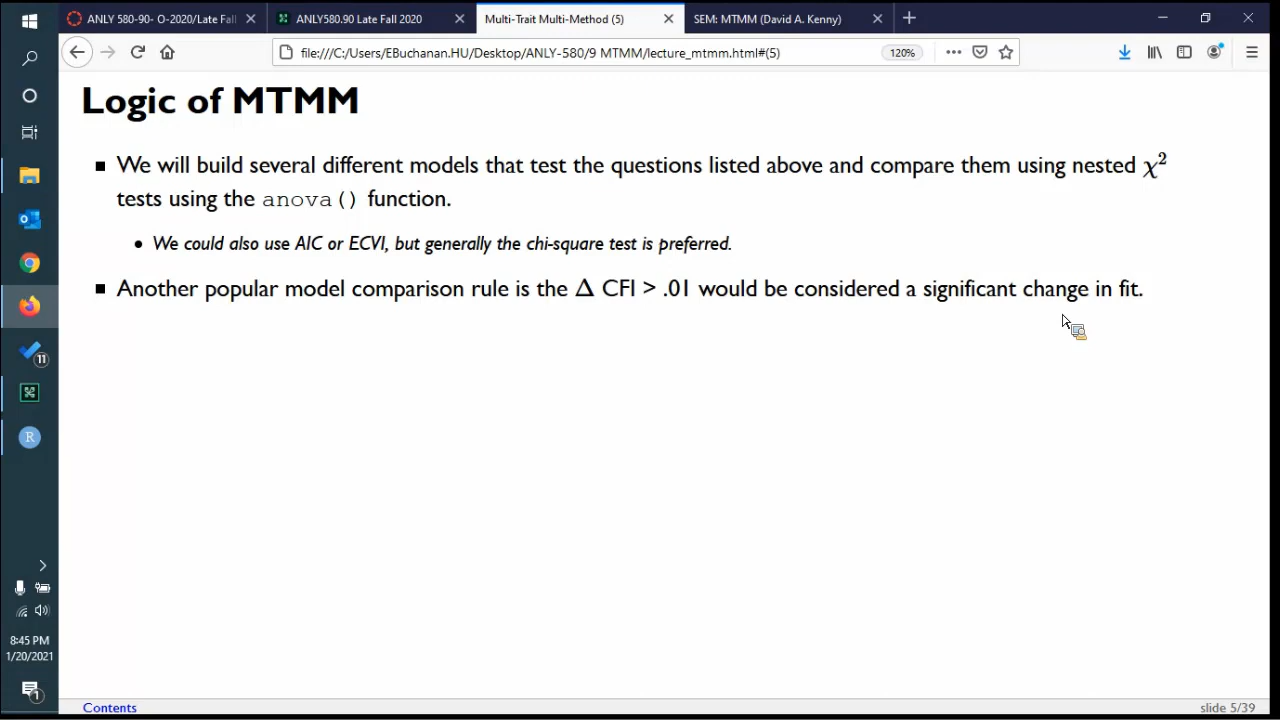 ANLY 580-90- O-2020/Late Fall
ANLY580.90 Late Fall 2020
Multi-Trait Multi-Method (5)
SEM: MTMM (David A. Kenny)
file:///C:/Users/EBuchanan.HU/Desktop/ANLY-580/9 MTMM/lecture_mtmm.html#(5)
120%
Logic of MTMM
We will build several different models that test the questions listed above and compare them using nested χ²
tests using the anova() function.
We could also use AIC or ECVI, but generally the chi-square test is preferred.
Another popular model comparison rule is the Δ CFI > .01 would be considered a significant change in fit.
11
R
8:45 PM
1/20/2021
1
Contents
slide 5/39